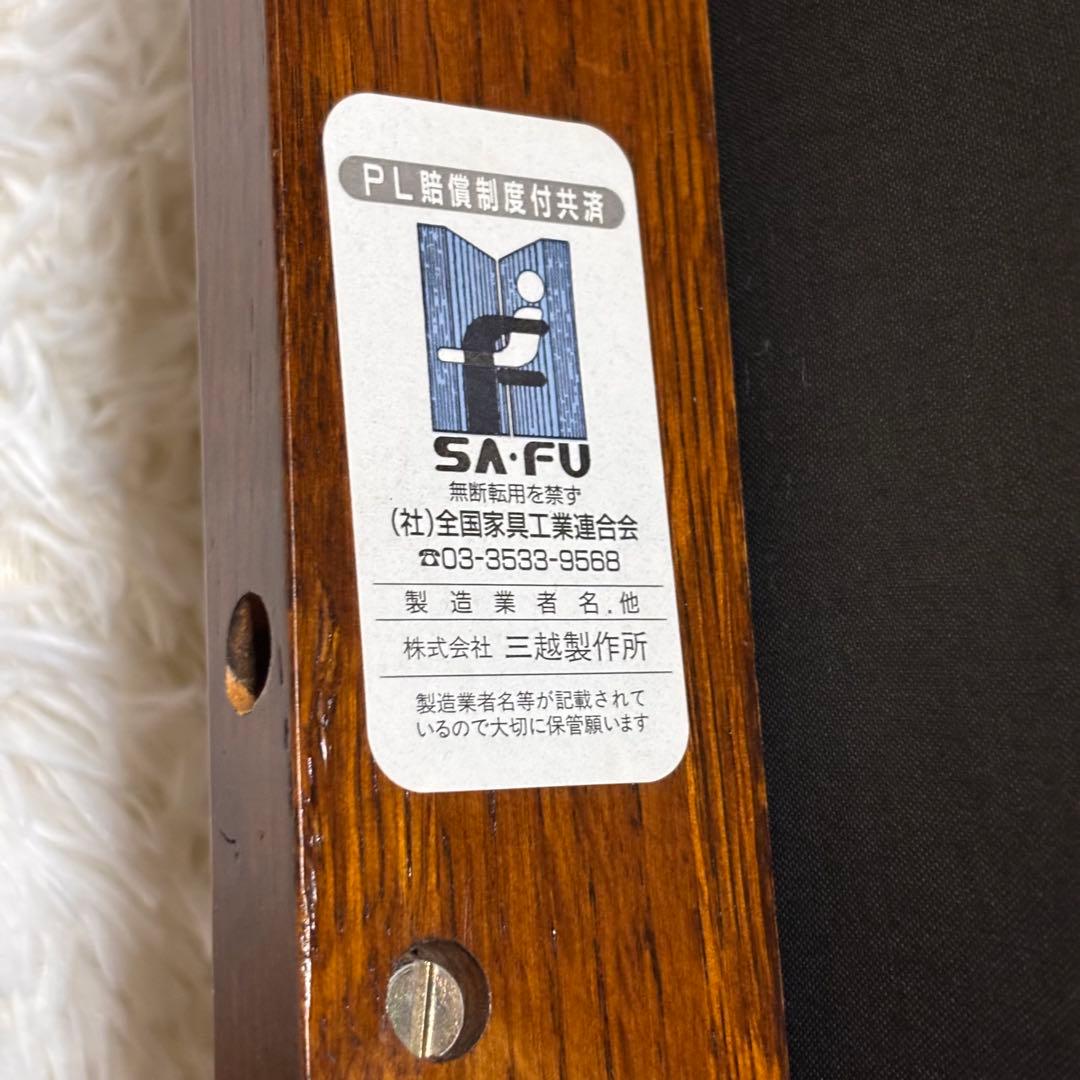 PL賠償制度付共済
SA・FU
無断転用を禁ず
(社)全国家具工業連合会
☎03-3533-9568
製造業者名.他
株式会社 三越製作所
製造業者名等が記載されて
いるので大切に保管願います